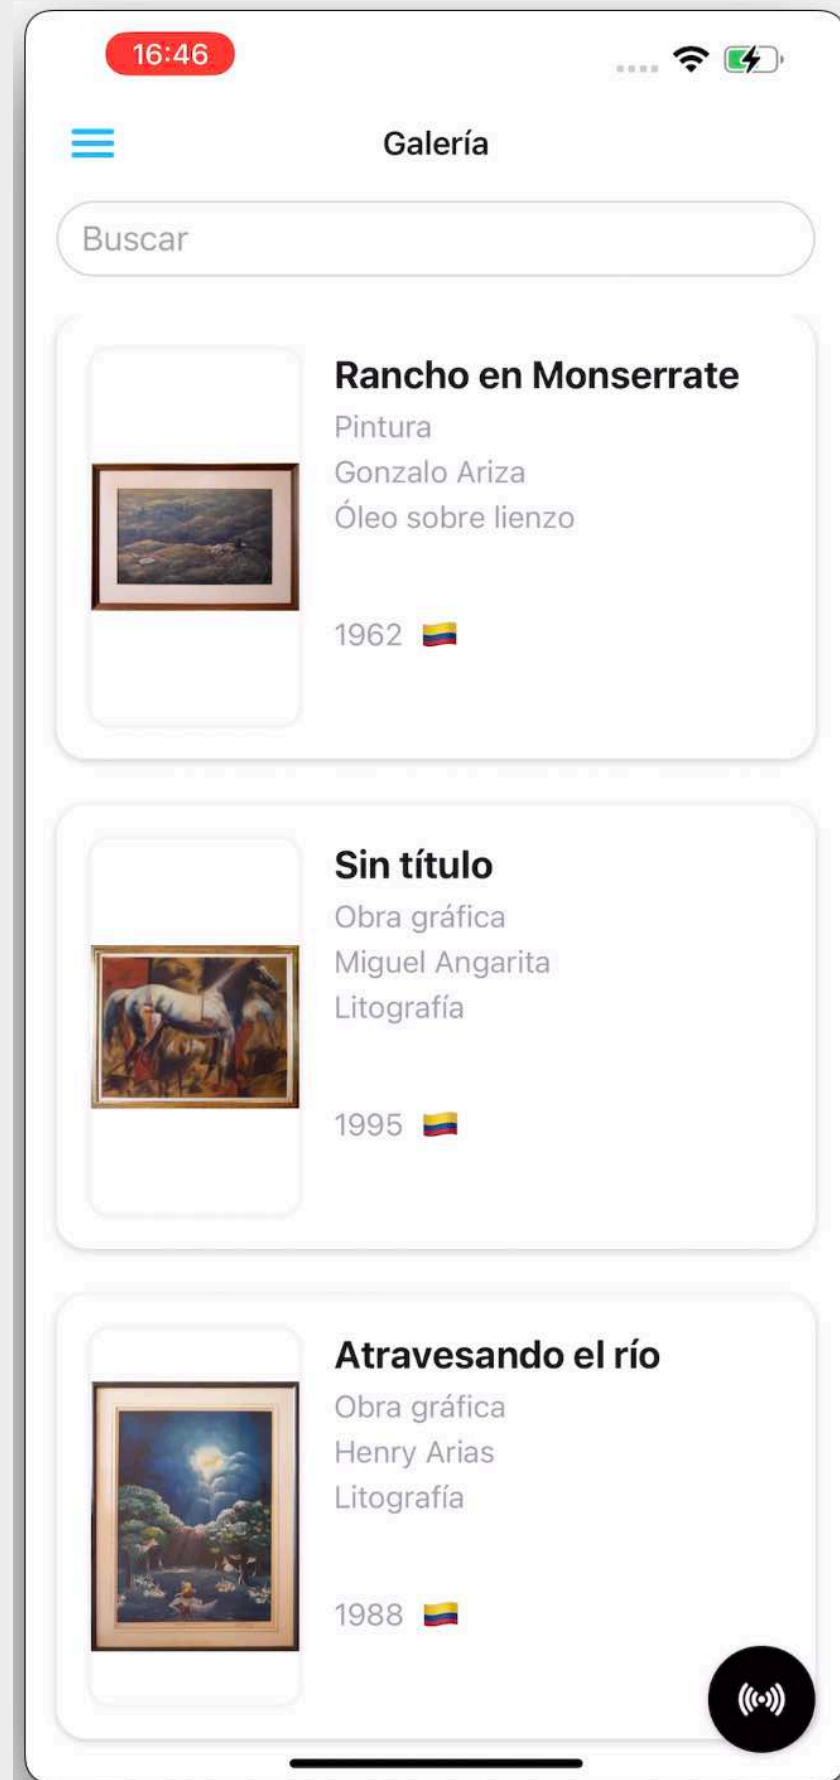 16:46
Galería
Buscar
Rancho en Monserrate
Pintura
Gonzalo Ariza
Óleo sobre lienzo
1962
Sin título
Obra gráfica
Miguel Angarita
Litografía
1995
Atravesando el río
Obra gráfica
Henry Arias
Litografía
1988